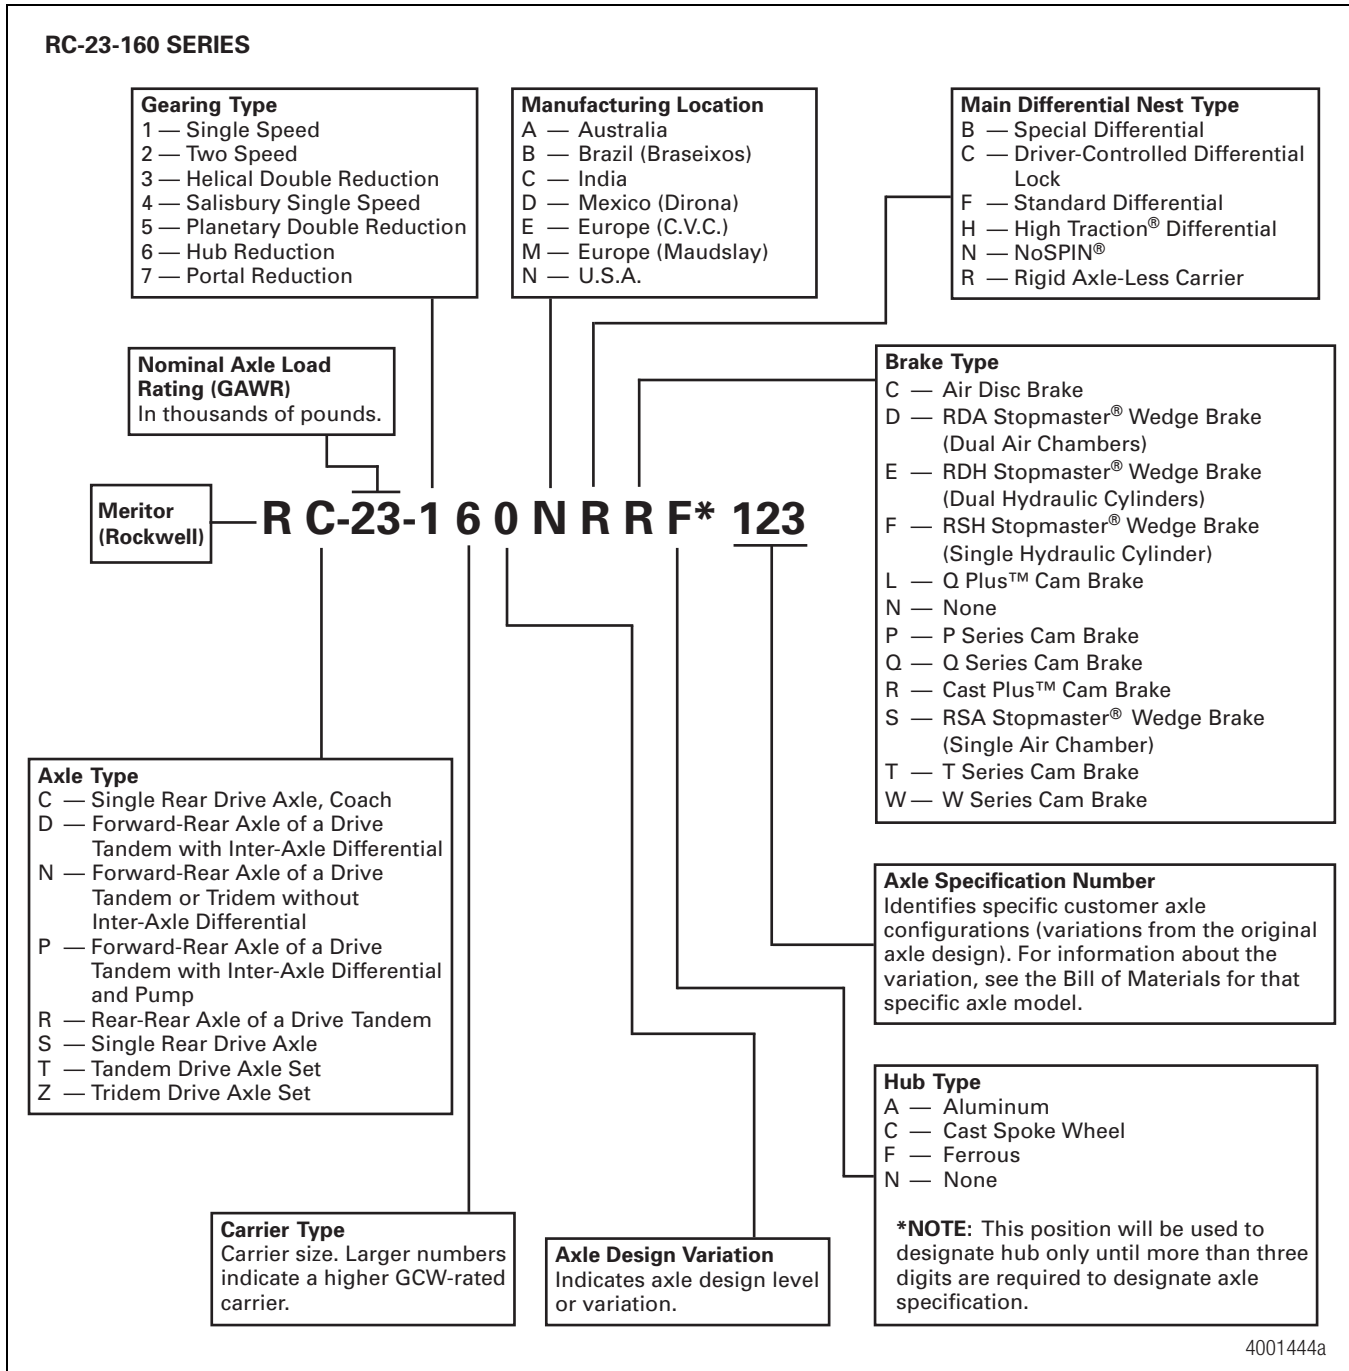 RC-23-160 SERIES
Gearing Type
1 — Single Speed
2 — Two Speed
3 — Helical Double Reduction
4 — Salisbury Single Speed
5 — Planetary Double Reduction
6 — Hub Reduction
7 — Portal Reduction
Manufacturing Location
A — Australia
B — Brazil (Braseixos)
C — India
D — Mexico (Dirona)
E — Europe (C.V.C.)
M — Europe (Maudslay)
N — U.S.A.
Main Differential Nest Type
B — Special Differential
C — Driver-Controlled Differential
Lock
F — Standard Differential
H — High Traction® Differential
N — NoSPIN®
R — Rigid Axle-Less Carrier
Nominal Axle Load
Rating (GAWR)
In thousands of pounds.
Brake Type
C — Air Disc Brake
D — RDA Stopmaster® Wedge Brake
(Dual Air Chambers)
E — RDH Stopmaster® Wedge Brake
(Dual Hydraulic Cylinders)
F — RSH Stopmaster® Wedge Brake
(Single Hydraulic Cylinder)
L — Q Plus™ Cam Brake
N — None
P — P Series Cam Brake
Q — Q Series Cam Brake
R — Cast Plus™ Cam Brake
S — RSA Stopmaster® Wedge Brake
(Single Air Chamber)
T — T Series Cam Brake
W — W Series Cam Brake
Meritor
(Rockwell)
R C-23-1 6 0 N R R F* 123
Axle Type
C — Single Rear Drive Axle, Coach
D — Forward-Rear Axle of a Drive
Tandem with Inter-Axle Differential
N — Forward-Rear Axle of a Drive
Tandem or Tridem without
Inter-Axle Differential
P — Forward-Rear Axle of a Drive
Tandem with Inter-Axle Differential
and Pump
R — Rear-Rear Axle of a Drive Tandem
S — Single Rear Drive Axle
T — Tandem Drive Axle Set
Z — Tridem Drive Axle Set
Axle Specification Number
Identifies specific customer axle
configurations (variations from the original
axle design). For information about the
variation, see the Bill of Materials for that
specific axle model.
Hub Type
A — Aluminum
C — Cast Spoke Wheel
F — Ferrous
N — None
*NOTE: This position will be used to
designate hub only until more than three
digits are required to designate axle
specification.
Carrier Type
Carrier size. Larger numbers
indicate a higher GCW-rated
carrier.
Axle Design Variation
Indicates axle design level
or variation.
4001444a